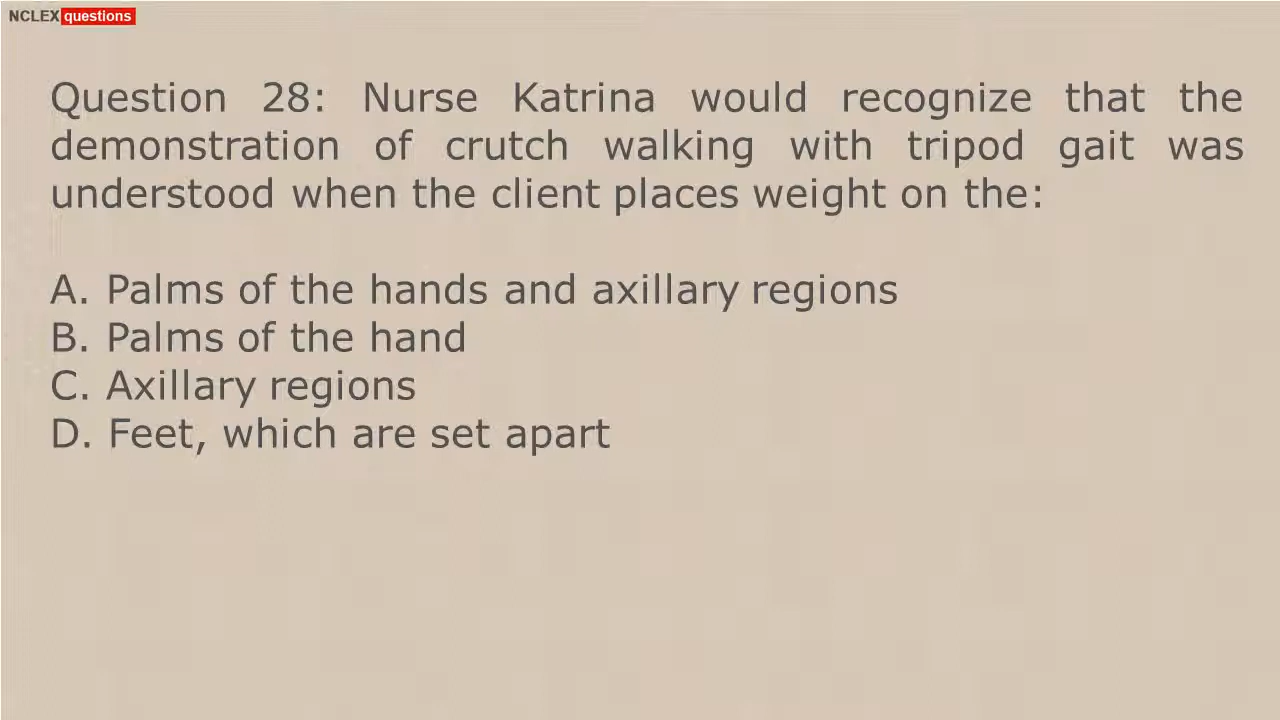 NCLEX questions
Question 28: Nurse Katrina would recognize that the
demonstration of crutch walking with tripod gait was
understood when the client places weight on the:
A. Palms of the hands and axillary regions
B. Palms of the hand
C. Axillary regions
D. Feet, which are set apart